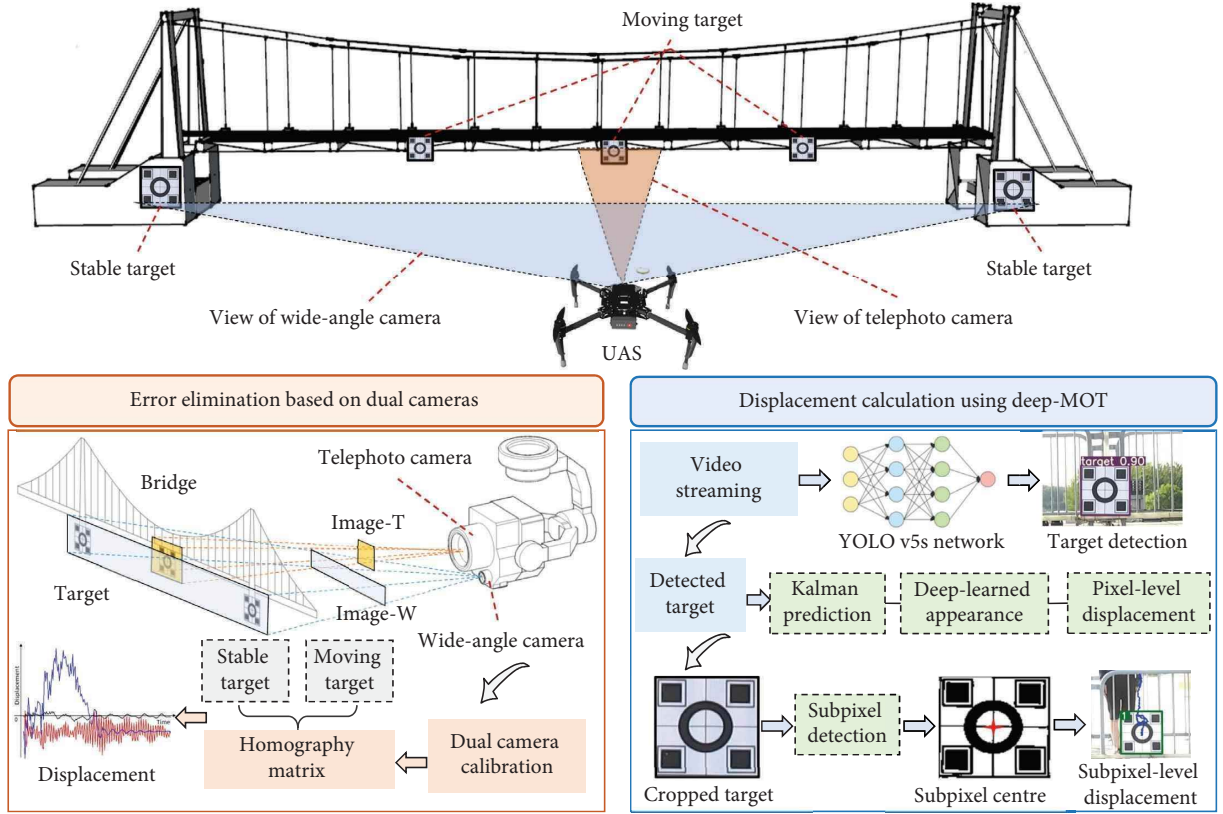 Moving target
Stable target
Stable target
View of wide-angle camera
View of telephoto camera
UAS
Error elimination based on dual cameras
Telephoto camera
Bridge
Image-T
Target
Image-W
Wide-angle camera
Stable
target
Moving
target
Displacement
Time
0
Displacement
Homography
matrix
Dual camera
calibration
Displacement calculation using deep-MOT
Video
streaming
YOLO v5s network
target 0.90
Target detection
Detected
target
Kalman
prediction
Deep-learned
appearance
Pixel-level
displacement
Cropped target
Subpixel
detection
Subpixel centre
1
Subpixel-level
displacement